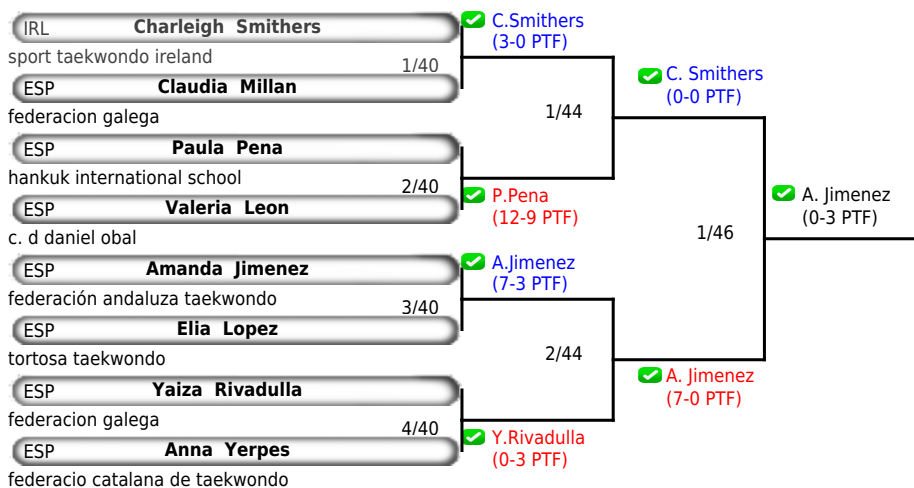 IRL Charleigh Smithers
sport taekwondo ireland
1/40
ESP Claudia Millan
federacion galega
ESP Paula Pena
hankuk international school
2/40
ESP Valeria Leon
c. d daniel obal
ESP Amanda Jimenez
federación andaluza taekwondo
3/40
ESP Elia Lopez
tortosa taekwondo
ESP Yaiza Rivadulla
federacion galega
4/40
ESP Anna Yerpes
federacio catalana de taekwondo
C.Smithers
(3-0 PTF)
1/44
P.Pena
(12-9 PTF)
A.Jimenez
(7-3 PTF)
2/44
Y.Rivadulla
(0-3 PTF)
C. Smithers
(0-0 PTF)
1/46
A. Jimenez
(7-0 PTF)
A. Jimenez
(0-3 PTF)